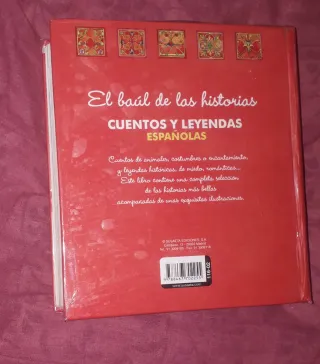 El baúl de las historias
CUENTOS Y LEYENDAS
ESPAÑOLAS
Cuentos de animales, costumbres o encantamiento,
y leyendas históricas, de miedo, románticas...
Este libro contiene una completa selección
de las historias más bellas
acompañadas de unas exquisitas ilustraciones.